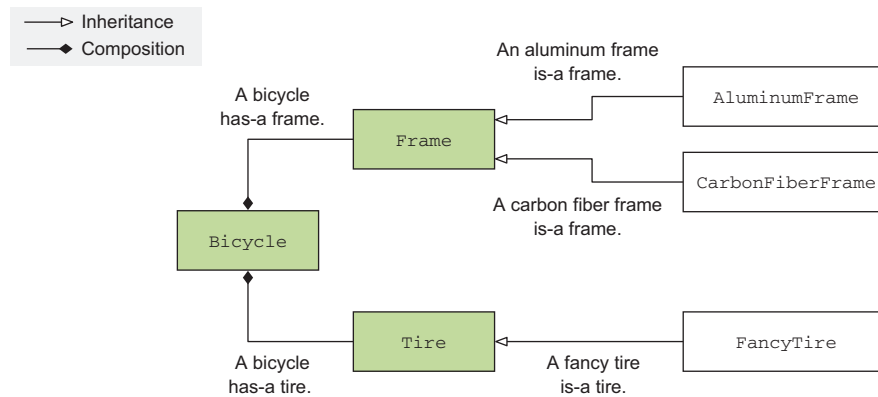 Inheritance
Composition
An aluminum frame
is-a frame.
AluminumFrame
A bicycle
has-a frame.
Frame
CarbonFiberFrame
A carbon fiber frame
is-a frame.
Bicycle
Tire
FancyTire
A bicycle
has-a tire.
A fancy tire
is-a tire.